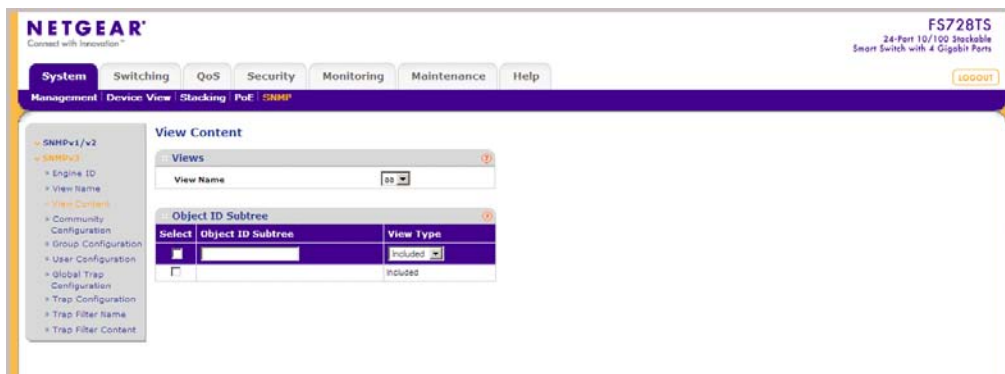 NETGEAR
Connect with Innovation™
FS728TS
24-Port 10/100 Stackable
Smart Switch with 4 Gigabit Ports
System Switching QoS Security Monitoring Maintenance Help
LOGOUT
Management Device View Stacking PoE SNMP
SNMPv1/v2
SNMPv3
Engine ID
View Name
View Content
Community
Configuration
Group Configuration
User Configuration
Global Trap
Configuration
Trap Configuration
Trap Filter Name
Trap Filter Content
View Content
Views
View Name aa
Object ID Subtree
Select Object ID Subtree View Type
Included
Included